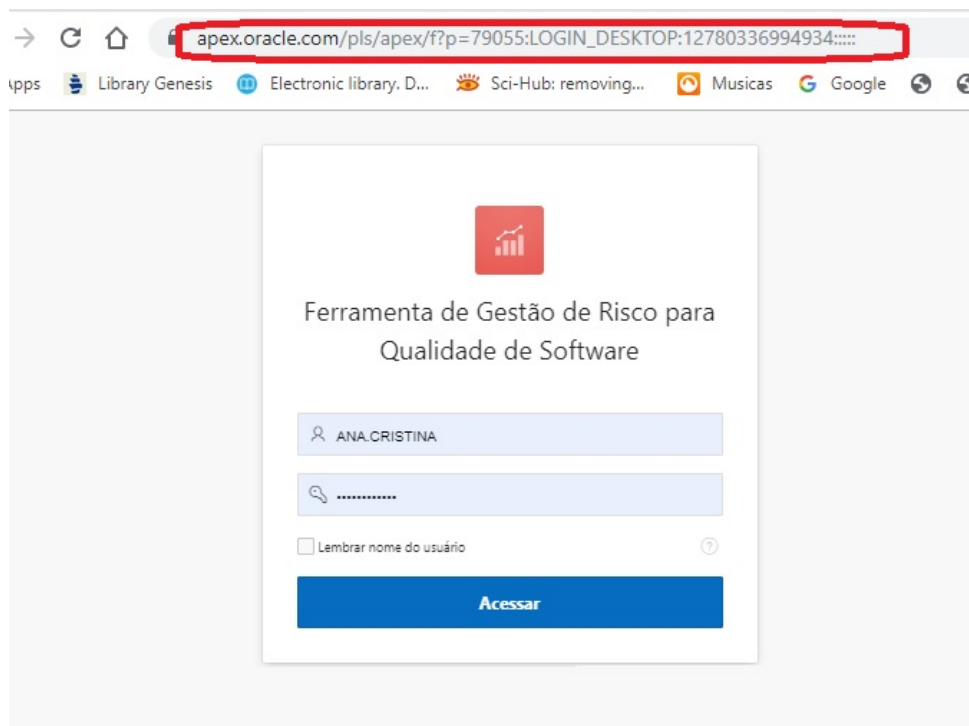 apex.oracle.com/pls/apex/f?p=79055:LOGIN_DESKTOP:12780336994934:::::
Apps Library Genesis Electronic library. D... Sci-Hub: removing... Musicas Google
Ferramenta de Gestão de Risco para
Qualidade de Software
ANA.CRISTINA
............
Lembrar nome do usuário ?
Acessar